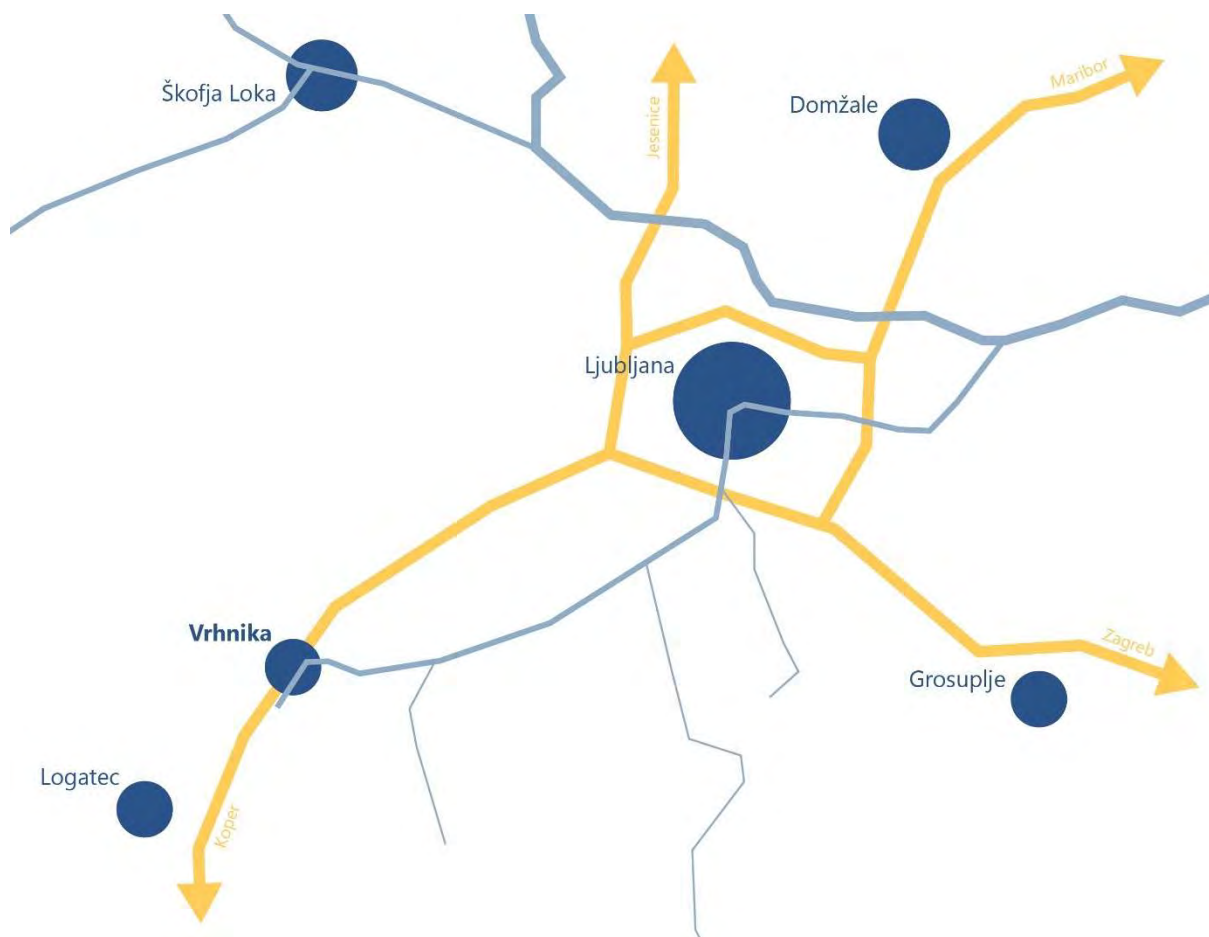 Škofja Loka
Jesenice
Domžale
Maribor
Ljubljana
Vrhnika
Zagreb
Grosuplje
Logatec
Koper